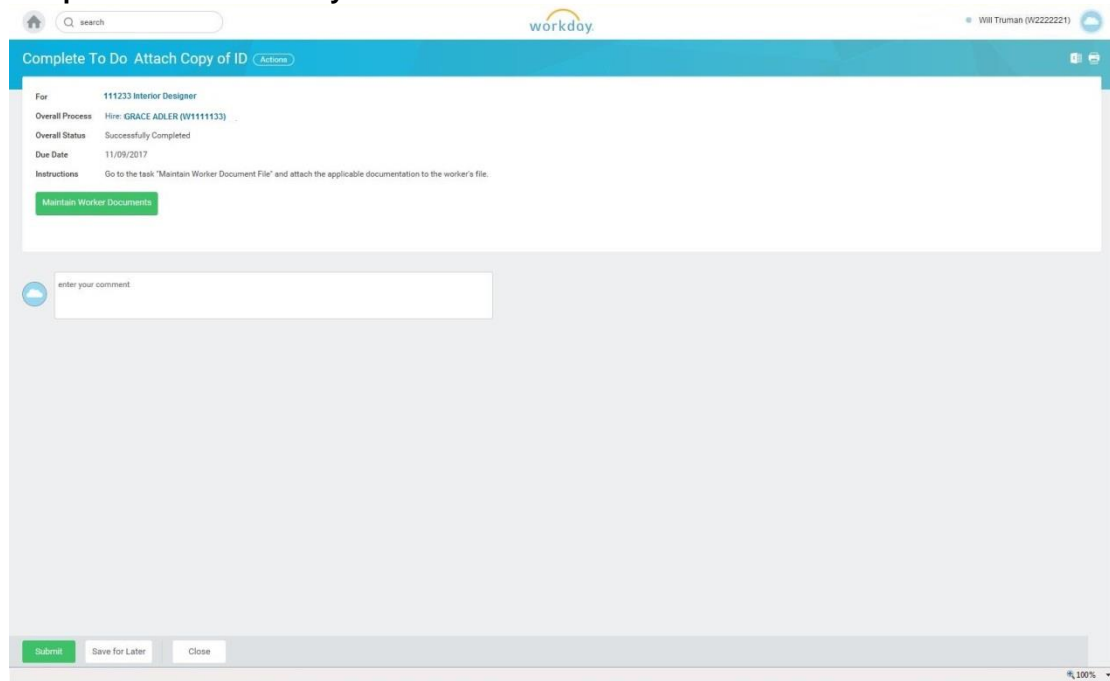 search
workday.
Will Truman (W2222221)
Complete To Do Attach Copy of ID Actions
For 111233 Interior Designer
Overall Process Hire: GRACE ADLER (W1111133)
Overall Status Successfully Completed
Due Date 11/09/2017
Instructions Go to the task "Maintain Worker Document File" and attach the applicable documentation to the worker's file.
Maintain Worker Documents
enter your comment
Submit Save for Later Close
100%